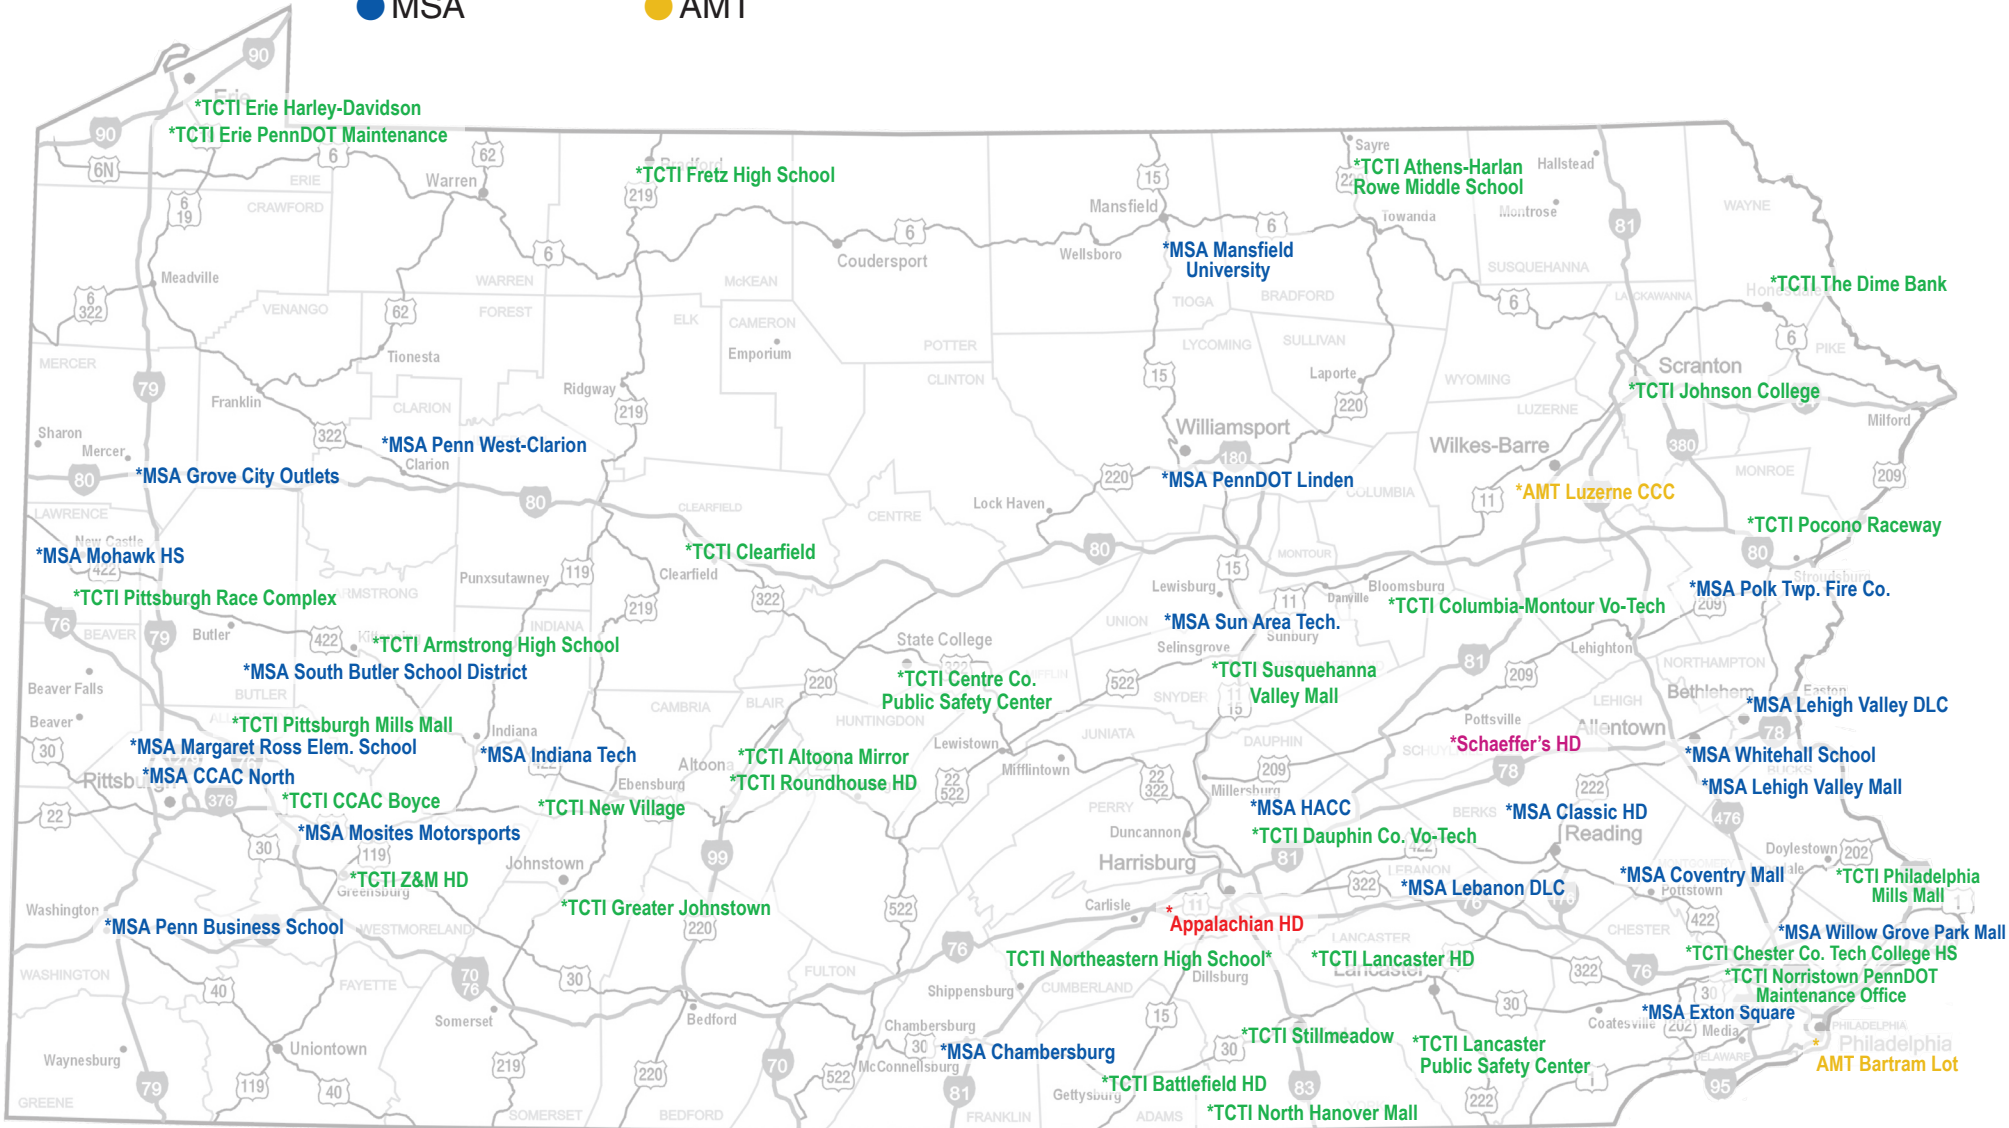 MSA
AMT
90
Erie
*TCTI Erie Harley-Davidson
*TCTI Erie PennDOT Maintenance
90
6N
6
62
ERIE
Warren
CRAWFORD
6
19
Bradford
*TCTI Fretz High School
219
15
Mansfield
Sayre
*TCTI Athens-Harlan
Rowe Middle School
Hallstead
Towanda
Montrose
81
WAYNE
6
Coudersport
6
Wellsboro
6
*MSA Mansfield
University
SUSQUEHANNA
Meadville
WARREN
McKEAN
TIOGA
BRADFORD
LACKAWANNA
*TCTI The Dime Bank
6
322
VENANGO
62
FOREST
ELK
CAMERON
Emporium
POTTER
LYCOMING
SULLIVAN
6
6
PIKE
MERCER
Tionesta
79
Franklin
CLARION
Ridgway
219
CLINTON
15
Laporte
220
WYOMING
LUZERNE
Scranton
*TCTI Johnson College
Milford
Sharon
Mercer
322
*MSA Penn West-Clarion
Clarion
Williamsport
180
Wilkes-Barre
380
MONROE
209
80
*MSA Grove City Outlets
80
220
*MSA PennDOT Linden
COLUMBIA
11
*AMT Luzerne CCC
LAWRENCE
CLEARFIELD
CENTRE
Lock Haven
*TCTI Pocono Raceway
New Castle
*MSA Mohawk HS
422
*TCTI Clearfield
Clearfield
80
MONTOUR
80
Stroudsburg
Punxsutawney
119
15
Lewisburg
Bloomsburg
Danville
*MSA Polk Twp. Fire Co.
209
*TCTI Pittsburgh Race Complex
ARMSTRONG
219
322
11
*TCTI Columbia-Montour Vo-Tech
76
BEAVER
79
Butler
422
INDIANA
*TCTI Armstrong High School
State College
UNION
*MSA Sun Area Tech.
Sunbury
Selinsgrove
Lehighton
*MSA South Butler School District
BUTLER
322
*TCTI Centre Co.
Public Safety Center
*TCTI Susquehanna
Valley Mall
81
209
NORTHAMPTON
Beaver Falls
220
522
SNYDER
11
15
LEHIGH
Bethlehem
Easton
*MSA Lehigh Valley DLC
Beaver
*TCTI Pittsburgh Mills Mall
CAMBRIA
BLAIR
HUNTINGDON
JUNIATA
Pottsville
Allentown
78
30
*MSA Margaret Ross Elem. School
Indiana
*MSA Indiana Tech
Lewistown
DAUPHIN
*Schaeffer's HD
*MSA Whitehall School
Altoona
*TCTI Altoona Mirror
Mifflintown
209
78
BUCKS
*MSA CCAC North
Ebensburg
*TCTI Roundhouse HD
22
522
22
322
Millersburg
222
*MSA Lehigh Valley Mall
376
*TCTI CCAC Boyce
*TCTI New Village
PERRY
*MSA HACC
BERKS
*MSA Classic HD
22
*MSA Mosites Motorsports
Duncannon
*TCTI Dauphin Co. Vo-Tech
422
Reading
476
30
119
Johnstown
99
Harrisburg
81
Doylestown
202
*TCTI Z&M HD
Greensburg
322
LEBANON
*MSA Lebanon DLC
76
*MSA Coventry Mall
Pottstown
*TCTI Philadelphia
Mills Mall
1
Washington
*TCTI Greater Johnstown
522
Carlisle
11
*MSA Penn Business School
WESTMORELAND
220
*
Appalachian HD
LANCASTER
CHESTER
422
*MSA Willow Grove Park Mall
76
TCTI Northeastern High School*
*TCTI Lancaster HD
Lancaster
*TCTI Chester Co. Tech College HS
WASHINGTON
FAYETTE
70
76
30
FULTON
Dillsburg
322
76
*TCTI Norristown PennDOT
Maintenance Office
40
Shippensburg
CUMBERLAND
30
30
Somerset
Bedford
Chambersburg
15
Coatesville
*MSA Exton Square
202
Media
PHILADELPHIA
Philadelphia
Waynesburg
Uniontown
30
*MSA Chambersburg
30
*TCTI Stillmeadow
*TCTI Lancaster
Public Safety Center
DELAWARE
*
AMT Bartram Lot
79
119
40
219
220
70
522
McConnellsburg
81
*TCTI Battlefield HD
Gettysburg
83
222
1
95
GREENE
SOMERSET
BEDFORD
FRANKLIN
ADAMS
*TCTI North Hanover Mall